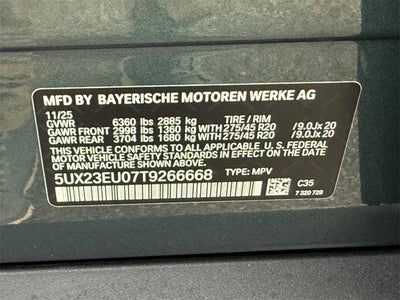 MFD BY BAYERISCHE MOTOREN WERKE AG
11/25
GVWR 6360 lbs 2885 kg TIRE / RIM
GAWR FRONT 2998 lbs 1360 kg WITH 275/45 R20 /9.0Jx 20
GAWR REAR 3704 lbs 1680 kg WITH 275/45 R20 /9.0Jx 20
THIS VEHICLE CONFORMS TO ALL APPLICABLE U. S. FEDERAL
MOTOR VEHICLE SAFETY STANDARDS IN EFFECT ON THE DATE
OF MANUFACTURE SHOWN ABOVE.
5UX23EU07T9266668 TYPE: MPV C35
7 320 729